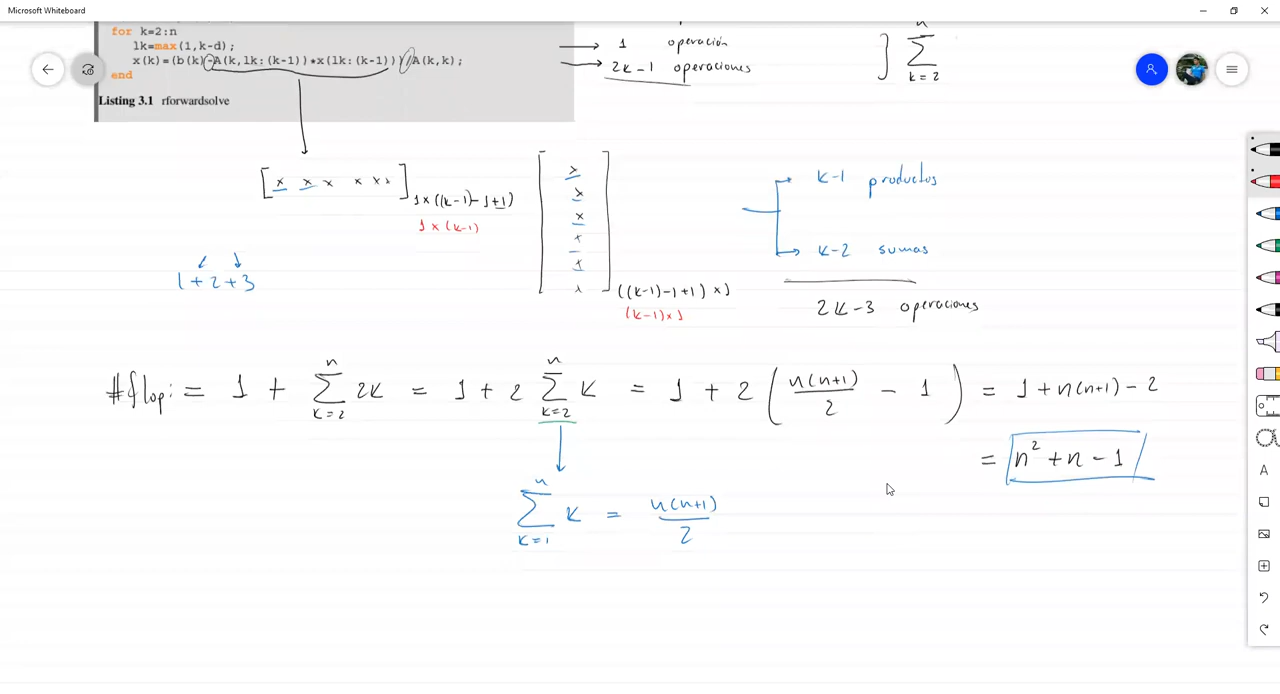 Microsoft Whiteboard
for k=2:n
lk=max(1,k-d);
x(k)=(b(k)-A(k,lk:(k-1))*x(lk:(k-1)))/A(k,k);
end
Listing 3.1 rforwardsolve
1 operación
2k-1 operaciones
∑ k=2
[x x x x x x] 1×((k-1)-1+1)
1×(k-1)
((k-1)-1+1)×1
(k-1)×1
k-1 productos
k-2 sumas
2k-3 operaciones
1+2+3
#flop: = 1 + ∑_{k=2}^{n} 2k = 1 + 2 ∑_{k=2}^{n} k = 1 + 2 ( n(n+1)/2 - 1 ) = 1+n(n+1)-2
= n² + n - 1
∑_{k=1}^{n} k = n(n+1)/2
A